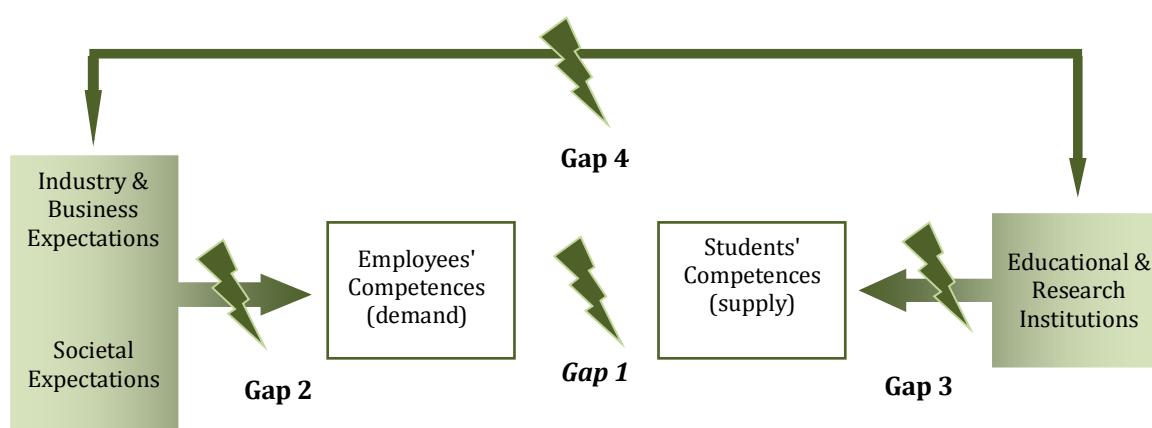 Gap 4
Industry &
Business
Expectations
Societal
Expectations
Gap 2
Employees'
Competences
(demand)
Gap 1
Students'
Competences
(supply)
Gap 3
Educational &
Research
Institutions